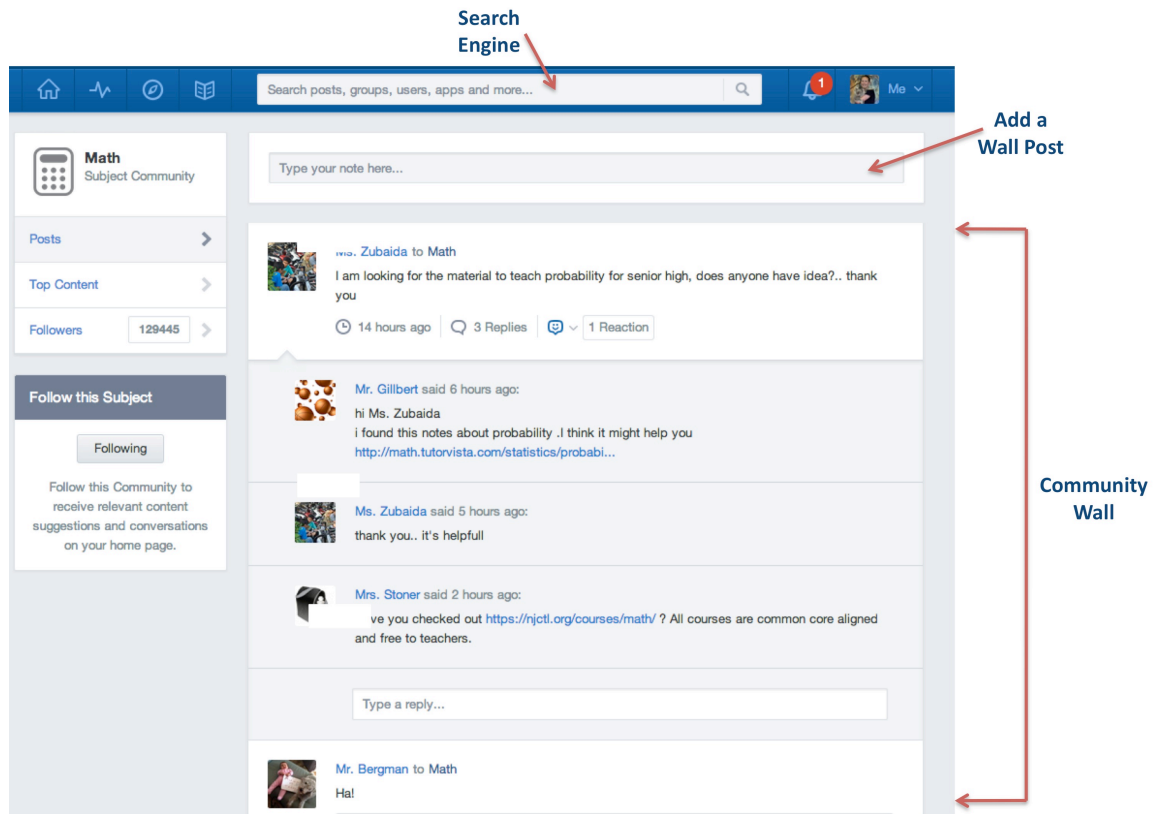 Search
Engine
Search posts, groups, users, apps and more...
1
Me
Add a
Wall Post
Math
Subject Community
Type your note here...
Posts
Top Content
Followers 129445
Follow this Subject
Following
Follow this Community to
receive relevant content
suggestions and conversations
on your home page.
Ms. Zubaida to Math
I am looking for the material to teach probability for senior high, does anyone have idea?.. thank
you
14 hours ago 3 Replies 1 Reaction
Mr. Gillbert said 6 hours ago:
hi Ms. Zubaida
i found this notes about probability .I think it might help you
http://math.tutorvista.com/statistics/probabi...
Ms. Zubaida said 5 hours ago:
thank you.. it's helpfull
Mrs. Stoner said 2 hours ago:
ve you checked out https://njctl.org/courses/math/ ? All courses are common core aligned
and free to teachers.
Type a reply...
Mr. Bergman to Math
Ha!
Community
Wall